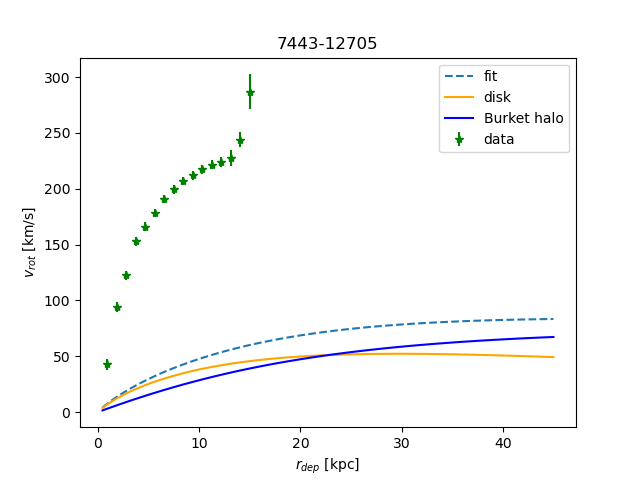 7443-12705
fit
disk
Burket halo
data
300
250
200
150
100
50
0
v_rot [km/s]
0 10 20 30 40
r_dep [kpc]